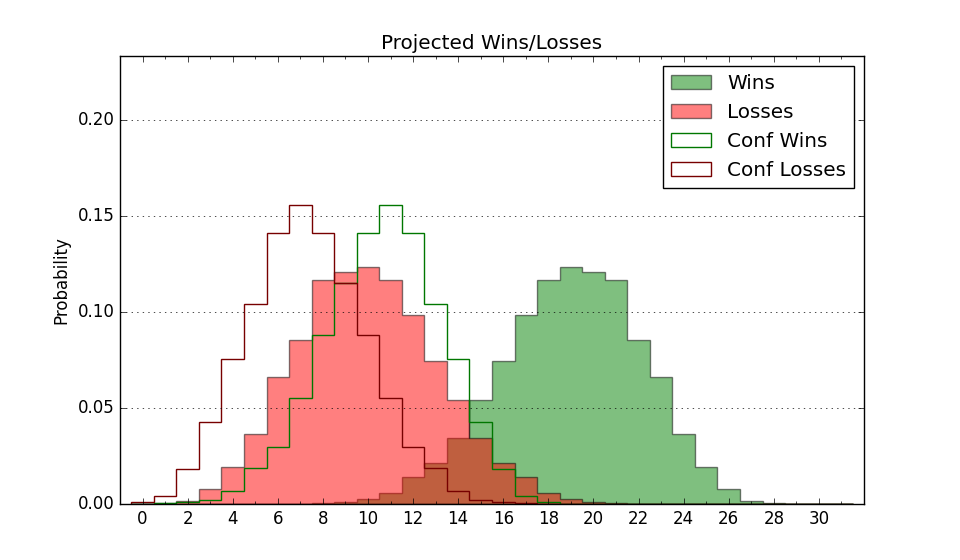 Projected Wins/Losses
Wins
Losses
Conf Wins
Conf Losses
Probability
0.20
0.15
0.10
0.05
0.00
0 2 4 6 8 10 12 14 16 18 20 22 24 26 28 30